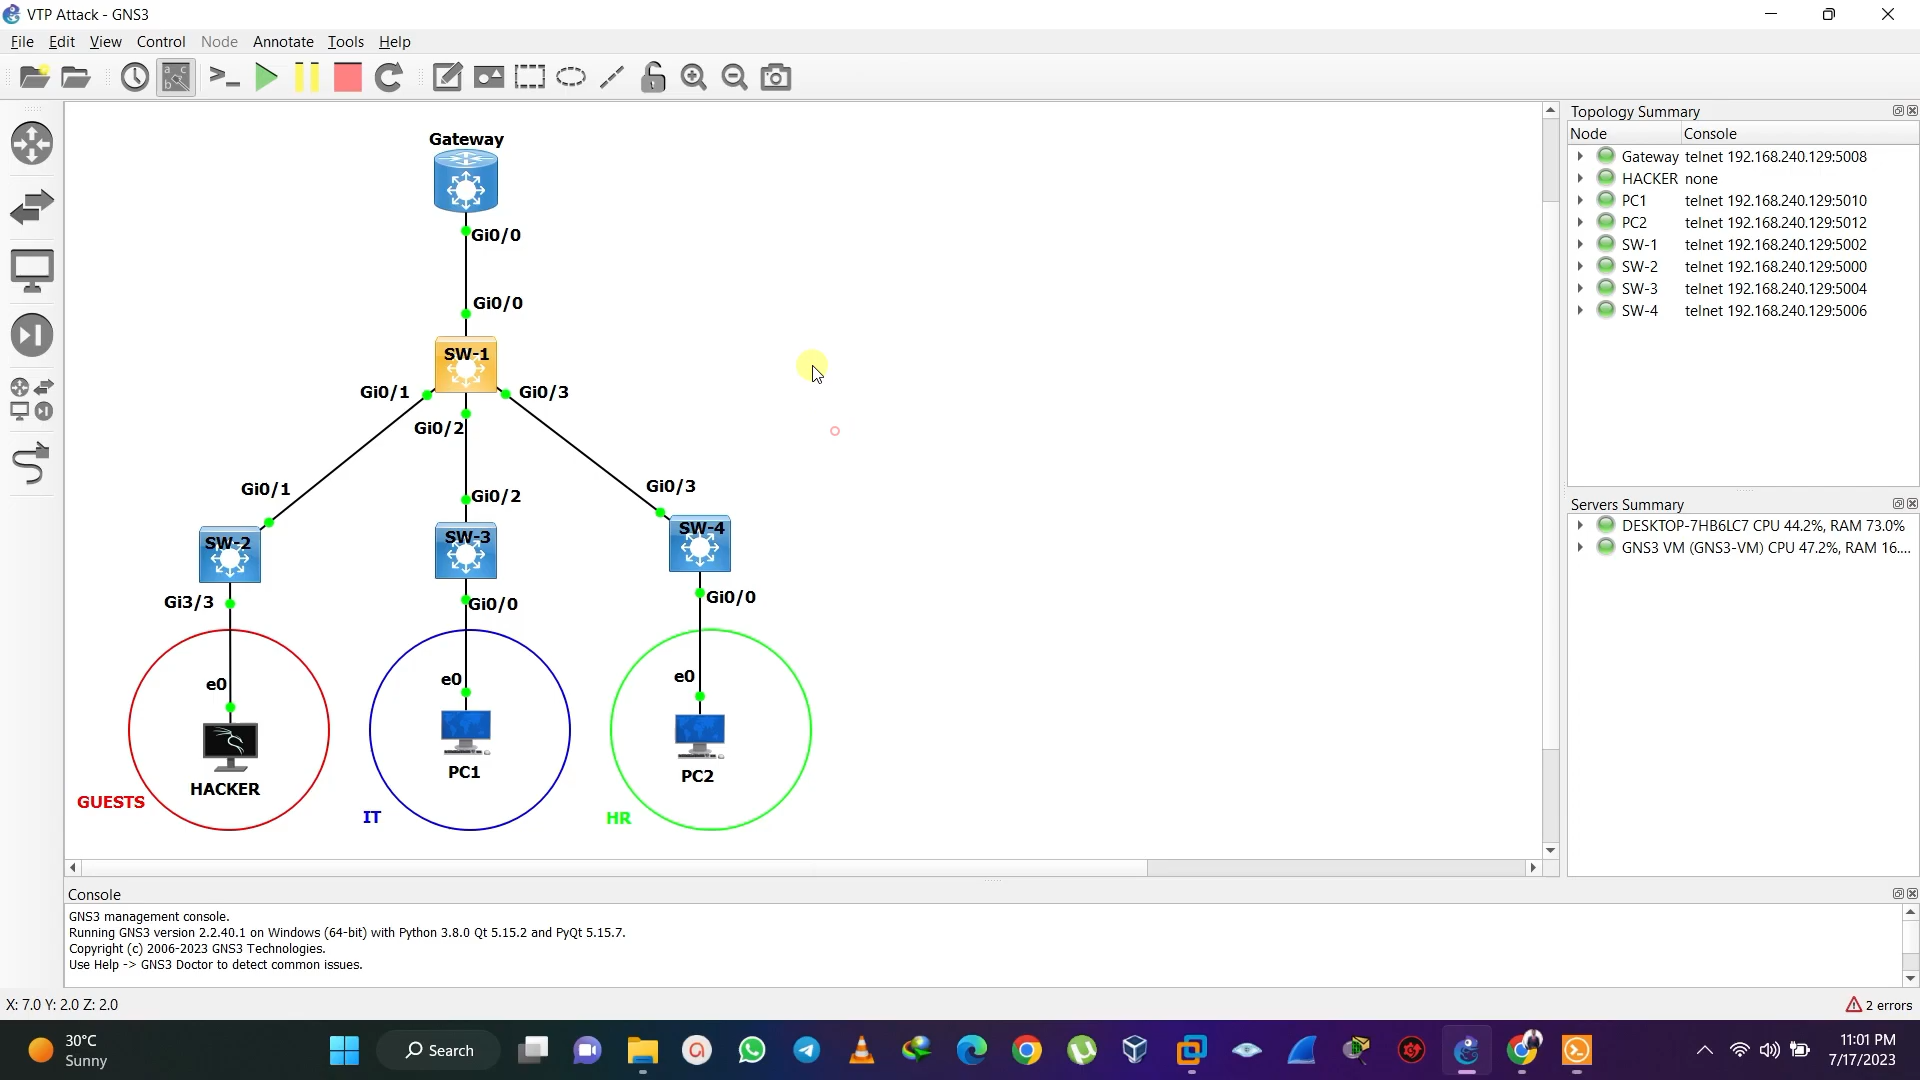 VTP Attack - GNS3
File Edit View Control Node Annotate Tools Help
Gateway
Gi0/0
Gi0/0
SW-1
Gi0/1
Gi0/3
Gi0/2
Gi0/1
Gi0/2
Gi0/3
SW-2
SW-3
SW-4
Gi3/3
Gi0/0
Gi0/0
e0
e0
e0
HACKER
PC1
PC2
GUESTS
IT
HR
Topology Summary
Node Console
Gateway telnet 192.168.240.129:5008
HACKER none
PC1 telnet 192.168.240.129:5010
PC2 telnet 192.168.240.129:5012
SW-1 telnet 192.168.240.129:5002
SW-2 telnet 192.168.240.129:5000
SW-3 telnet 192.168.240.129:5004
SW-4 telnet 192.168.240.129:5006
Servers Summary
DESKTOP-7HB6LC7 CPU 44.2%, RAM 73.0%
GNS3 VM (GNS3-VM) CPU 47.2%, RAM 16....
Console
GNS3 management console.
Running GNS3 version 2.2.40.1 on Windows (64-bit) with Python 3.8.0 Qt 5.15.2 and PyQt 5.15.7.
Copyright (c) 2006-2023 GNS3 Technologies.
Use Help -> GNS3 Doctor to detect common issues.
X: 7.0 Y: 2.0 Z: 2.0
2 errors
30°C
Sunny
Search
11:01 PM
7/17/2023